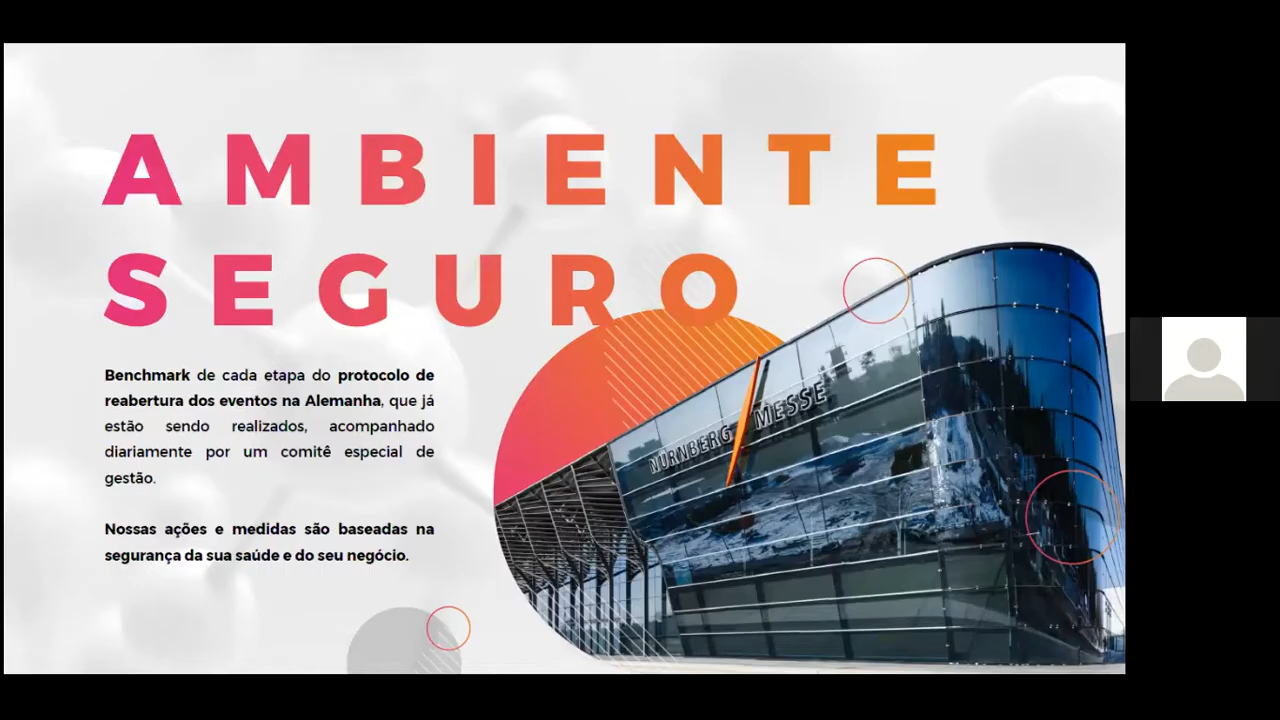 AMBIENTE
SEGURO
Benchmark de cada etapa do protocolo de
reabertura dos eventos na Alemanha, que já
estão sendo realizados, acompanhado
diariamente por um comitê especial de
gestão.
Nossas ações e medidas são baseadas na
segurança da sua saúde e do seu negócio.
NÜRNBERG MESSE